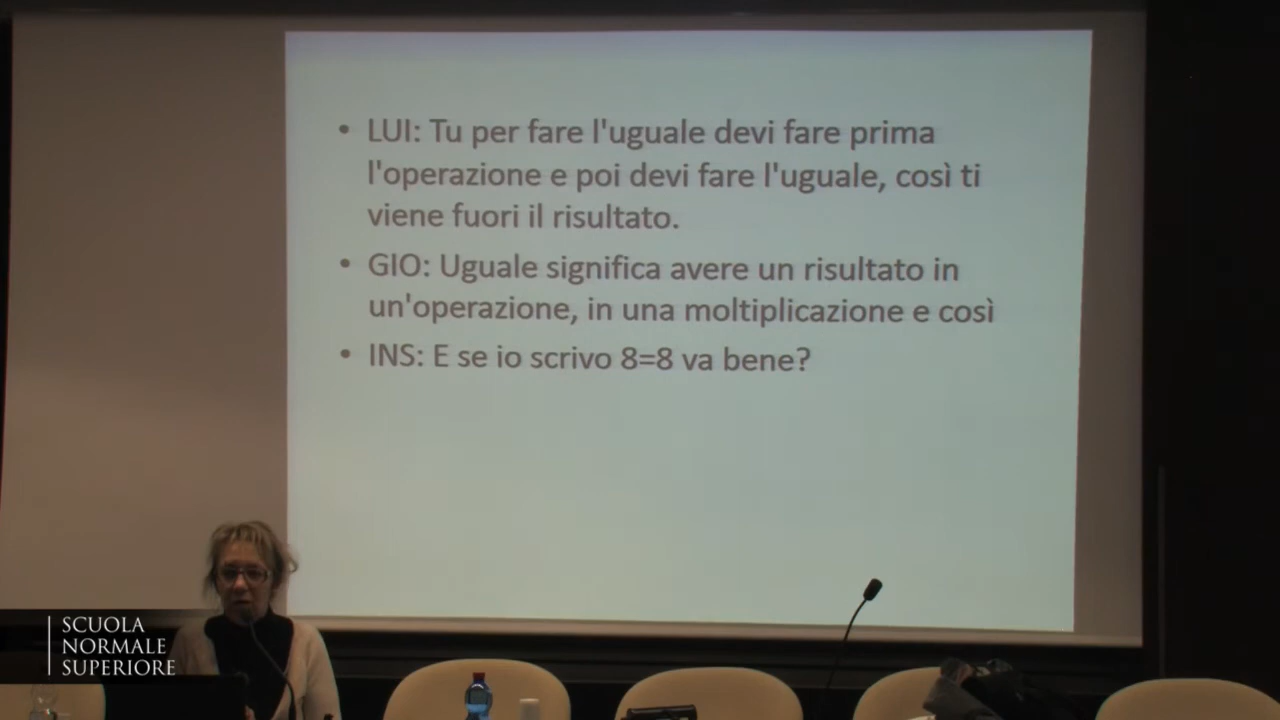 • LUI: Tu per fare l'uguale devi fare prima
l'operazione e poi devi fare l'uguale, così ti
viene fuori il risultato.
• GIO: Uguale significa avere un risultato in
un'operazione, in una moltiplicazione e così
• INS: E se io scrivo 8=8 va bene?
SCUOLA
NORMALE
SUPERIORE